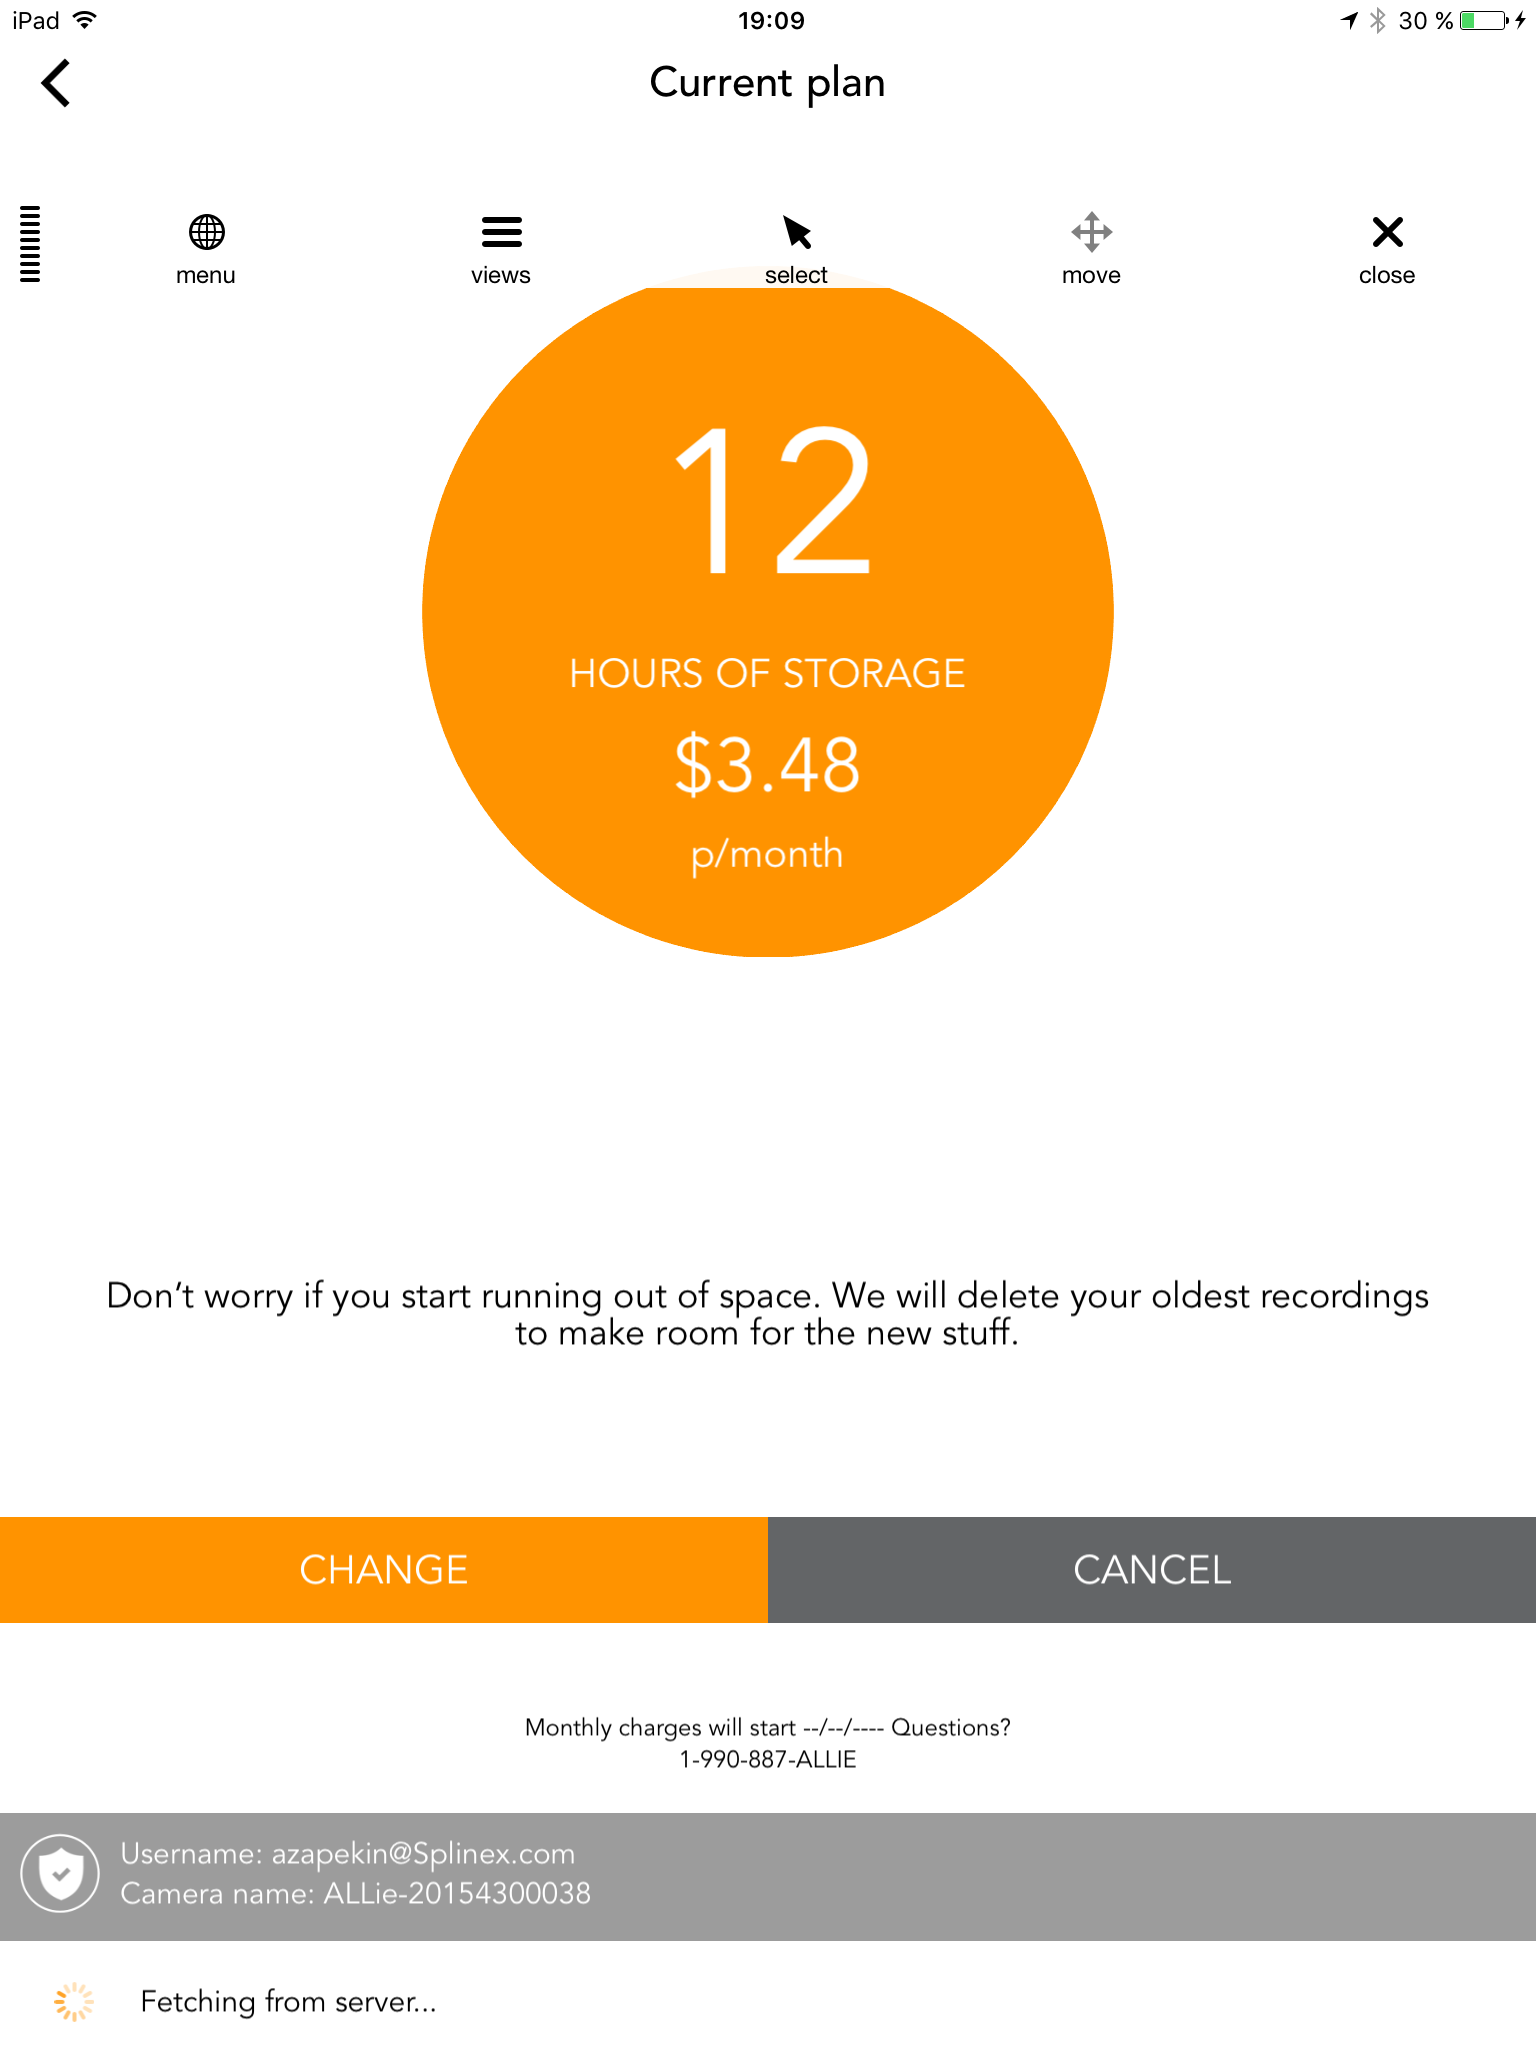 iPad 19:09 30 %
Current plan
menu views select move close
12
HOURS OF STORAGE
$3.48
p/month
Don’t worry if you start running out of space. We will delete your oldest recordings
to make room for the new stuff.
CHANGE CANCEL
Monthly charges will start --/--/---- Questions?
1-990-887-ALLIE
Username: azapekin@Splinex.com
Camera name: ALLie-20154300038
Fetching from server...